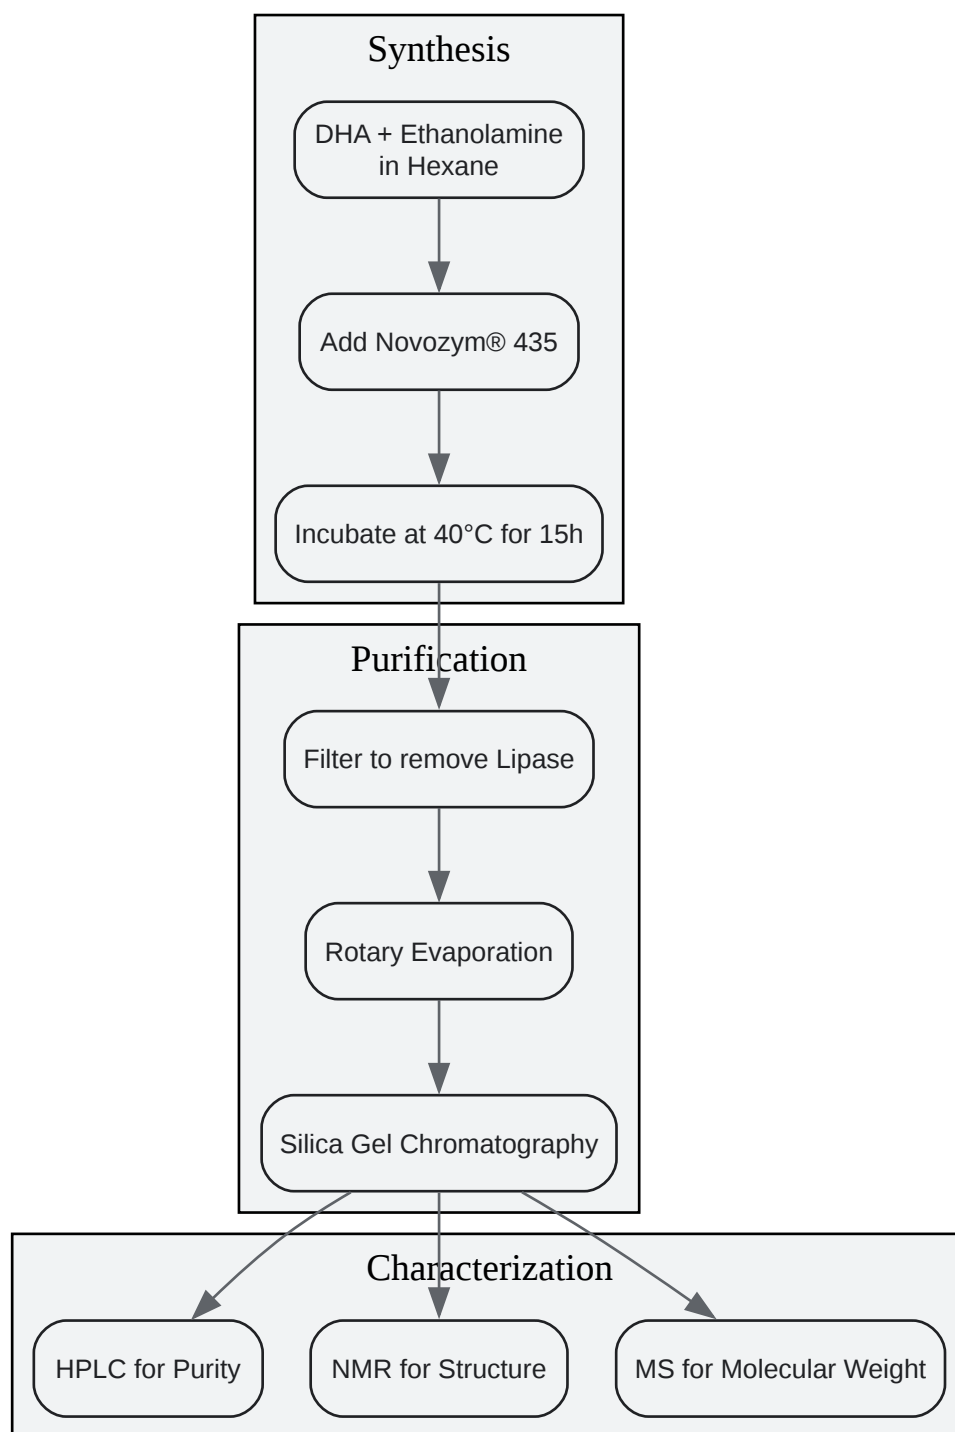 Synthesis
DHA + Ethanolamine
in Hexane
Add Novozym® 435
Incubate at 40°C for 15h
Purification
Filter to remove Lipase
Rotary Evaporation
Silica Gel Chromatography
Characterization
HPLC for Purity
NMR for Structure
MS for Molecular Weight